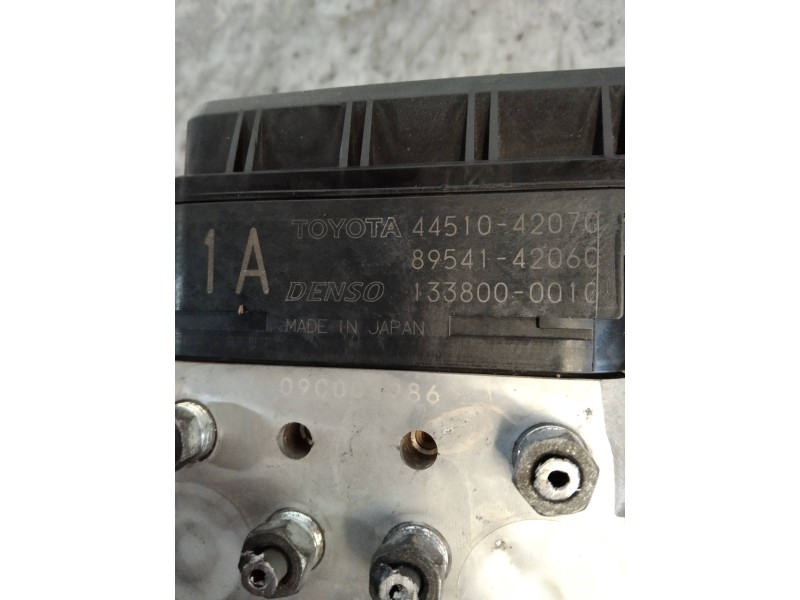 1A TOYOTA 44510-42070
89541-42060
DENSO 133800-0010
MADE IN JAPAN